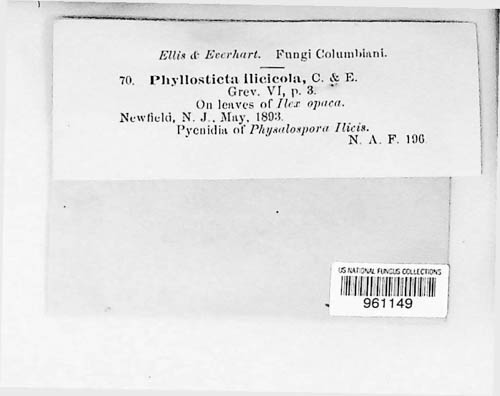 Ellis & Everhart. Fungi Columbiani.
70. Phyllosticta ilicicola, C. & E.
Grev. VI, p. 3.
On leaves of Ilex opaca.
Newfield, N. J., May, 1893.
Pycnidia of Physalospora Ilicis.
N. A. F. 196
US NATIONAL FUNGUS COLLECTIONS
961149